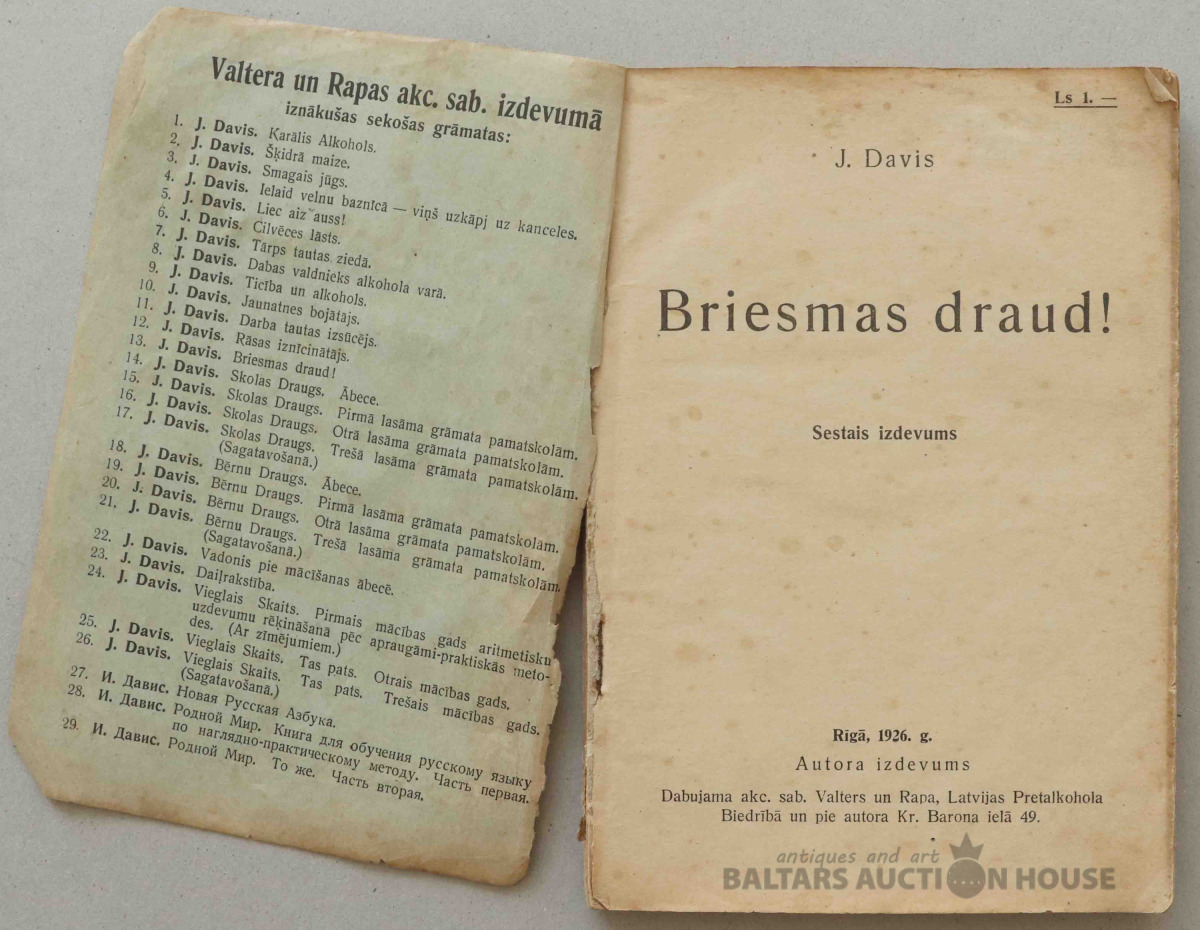 Valtera un Rapas akc. sab. izdevumā
iznākušas sekošas grāmatas:
1. J. Davis. Ķarālis Alkohols.
2. J. Davis. Šķidrā maize.
3. J. Davis. Smagais jūgs.
4. J. Davis. Ielaid velnu baznīcā — viņš uzkāpj uz kanceles.
5. J. Davis. Liec aiz auss!
6. J. Davis. Cilvēces lāsts.
7. J. Davis. Tārps tautas ziedā.
8. J. Davis. Dabas valdnieks alkohola varā.
9. J. Davis. Ticība un alkohols.
10. J. Davis. Jaunatnes bojātājs.
11. J. Davis. Darba tautas izsūcējs.
12. J. Davis. Rāsas iznīcinātājs.
13. J. Davis. Briesmas draud!
14. J. Davis. Skolas Draugs. Ābece.
15. J. Davis. Skolas Draugs. Pirmā lasāma grāmata pamatskolām.
16. J. Davis. Skolas Draugs. Otrā lasāma grāmata pamatskolām.
17. J. Davis. Skolas Draugs. Trešā lasāma grāmata pamatskolām.
(Sagatavošanā.)
18. J. Davis. Bērnu Draugs. Ābece.
19. J. Davis. Bērnu Draugs. Pirmā lasāma grāmata pamatskolām.
20. J. Davis. Bērnu Draugs. Otrā lasāma grāmata pamatskolām.
21. J. Davis. Bērnu Draugs. Trešā lasāma grāmata pamatskolām.
(Sagatavošanā.)
22. J. Davis. Vadonis pie mācīšanas ābecē.
23. J. Davis. Daiļrakstība.
24. J. Davis. Vieglais Skaits. Pirmais mācības gads aritmetisku
uzdevumu rēķināšanā pēc apraugāmi-praktiskās meto-
des. (Ar zīmējumiem.)
25. J. Davis. Vieglais Skaits. Tas pats. Otrais mācības gads.
26. J. Davis. Vieglais Skaits. Tas pats. Trešais mācības gads.
(Sagatavošanā.)
27. И. Давис. Новая Русская Азбука.
28. И. Давис. Родной Мир. Книга для обучения русскому языку
по наглядно-практическому методу. Часть первая.
29. И. Давис. Родной Мир. То же. Часть вторая.
Ls 1. —
J. Davis
Briesmas draud!
Sestais izdevums
Rīgā, 1926. g.
Autora izdevums
Dabujama akc. sab. Valters un Rapa, Latvijas Pretalkohola
Biedrībā un pie autora Kr. Barona ielā 49.
antiques and art
BALTARS AUCTION HOUSE